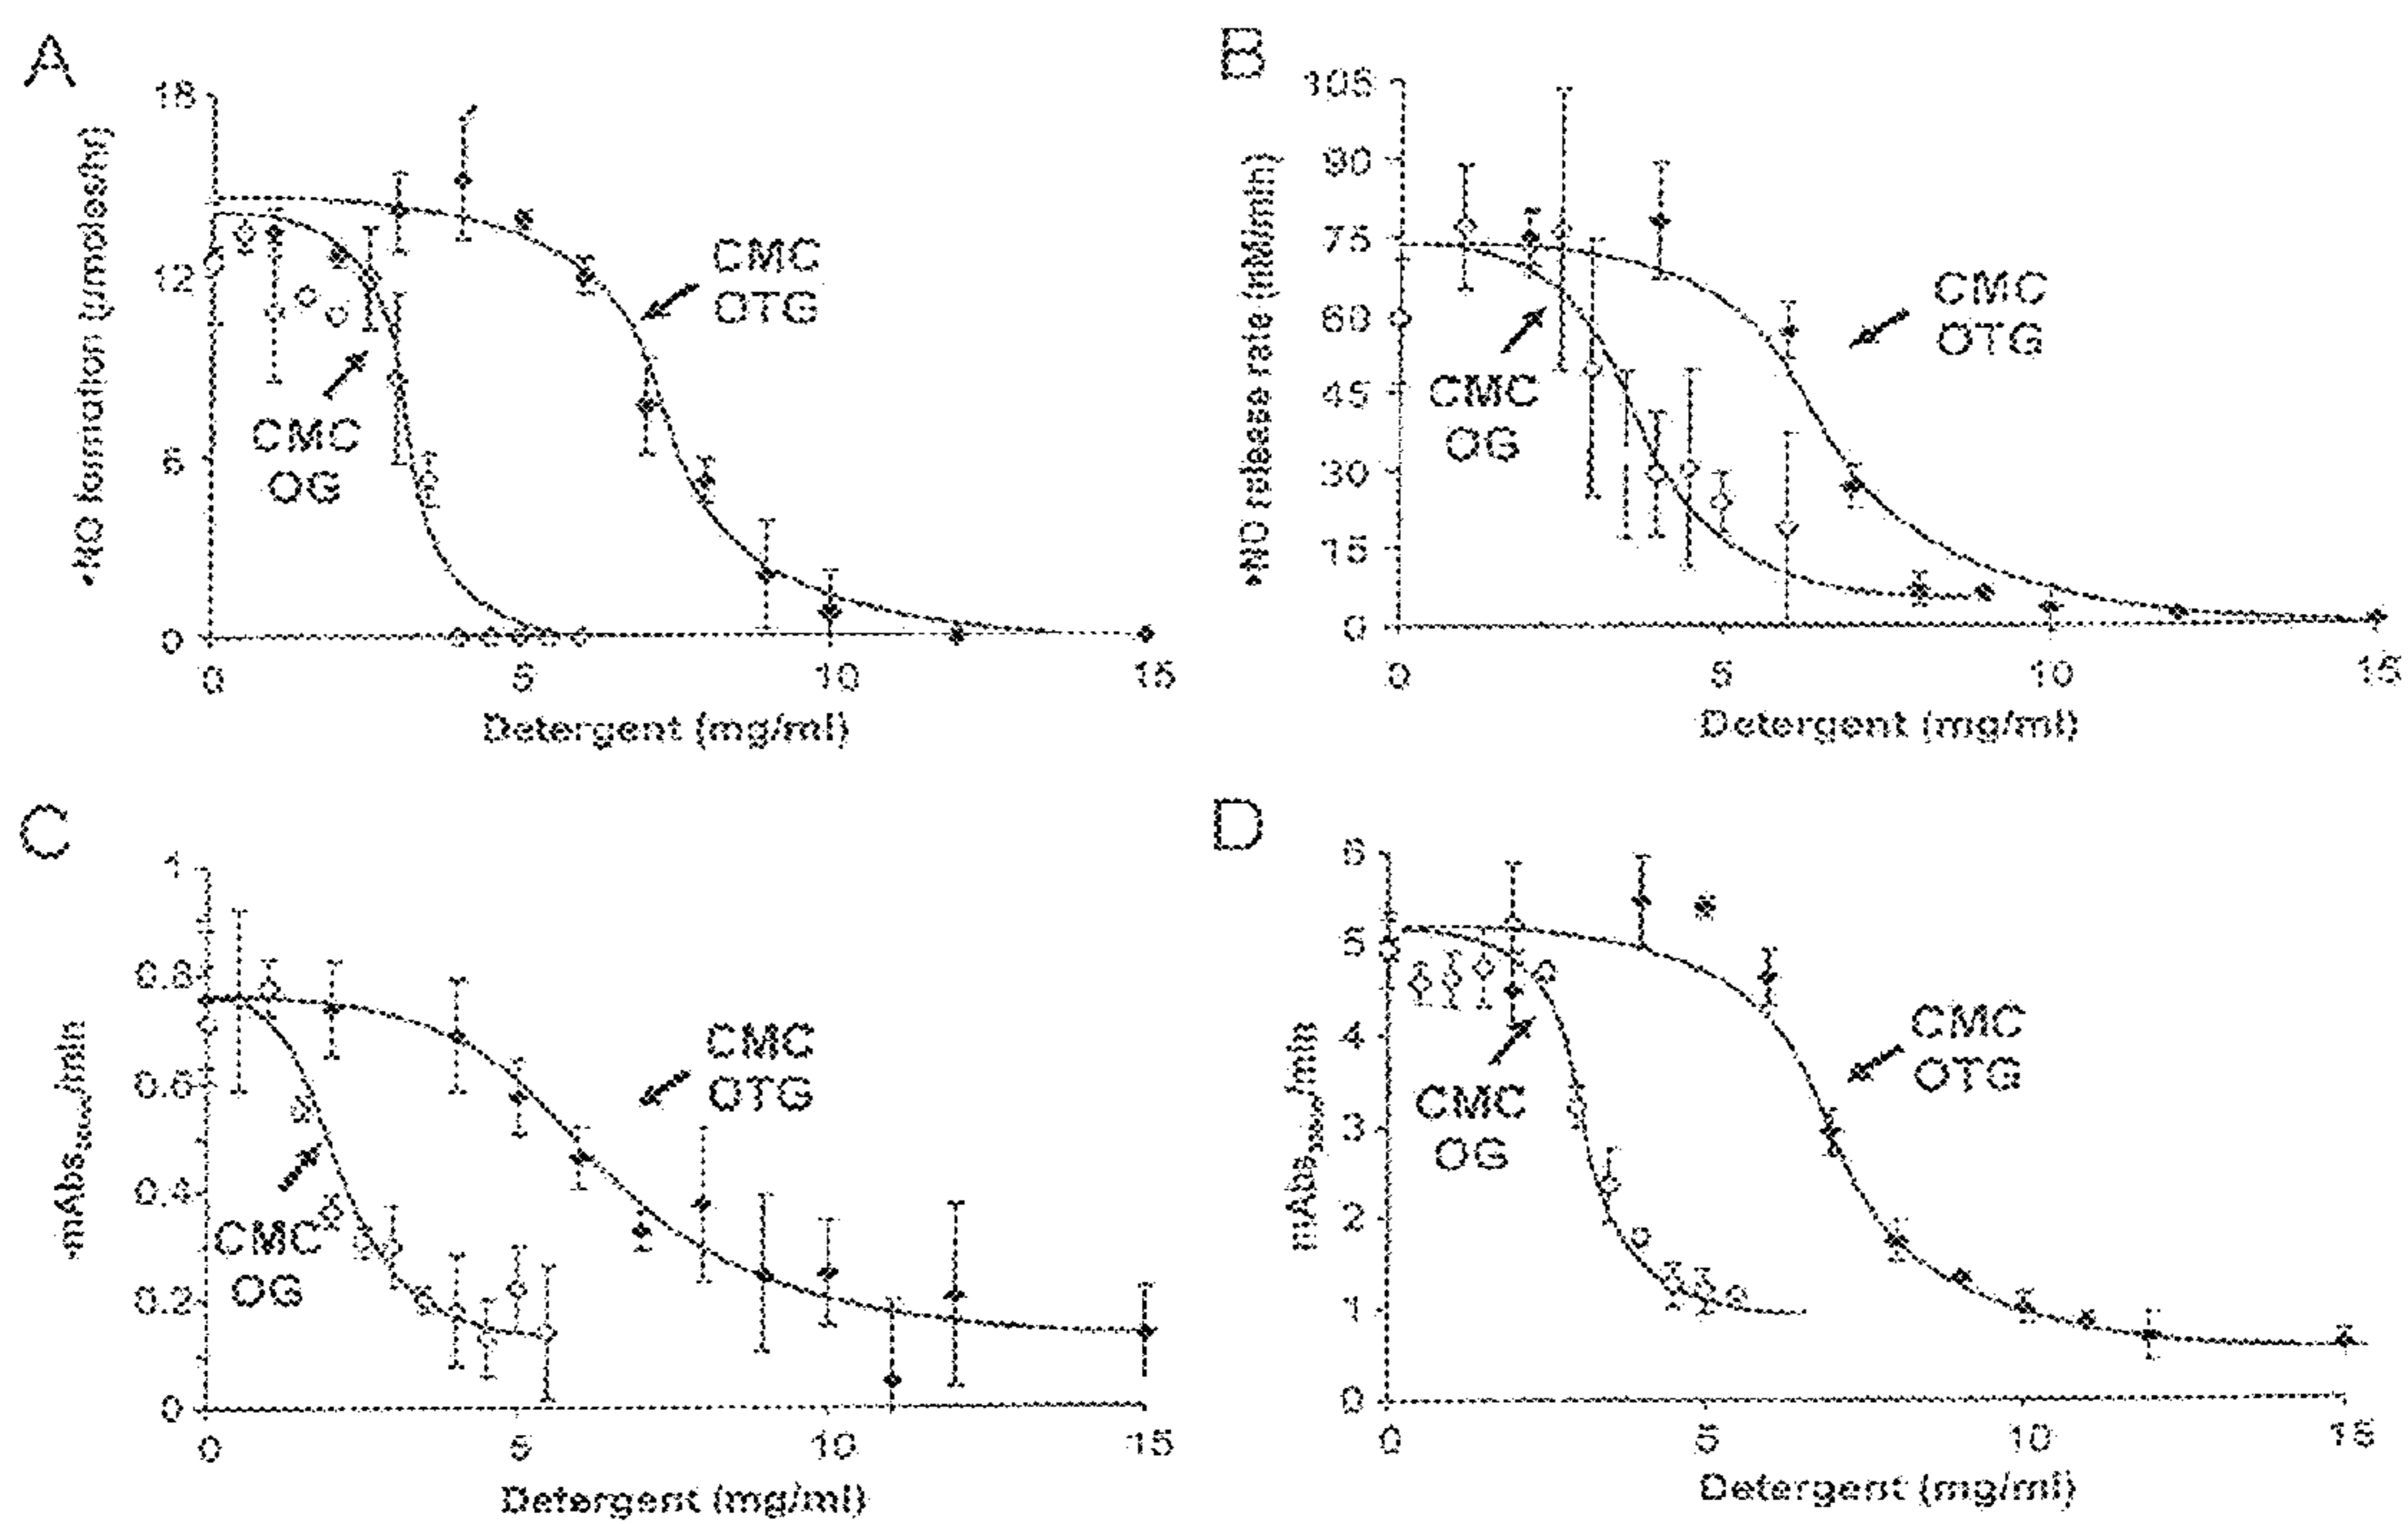 A
18
12
6
0
•NO formation (µmoles/hr)
CMC
OTG
CMC
OG
0 5 10 15
Detergent (mg/ml)
B
105
90
75
60
45
30
15
0
•NO release rate (nM/min)
CMC
OTG
CMC
OG
0 5 10 15
Detergent (mg/ml)
C
1
0.8
0.6
0.4
0.2
0
/min
CMC
OTG
CMC
OG
0 5 10 15
Detergent (mg/ml)
D
6
5
4
3
2
1
0
/min
CMC
OTG
CMC
OG
0 5 10 15
Detergent (mg/ml)